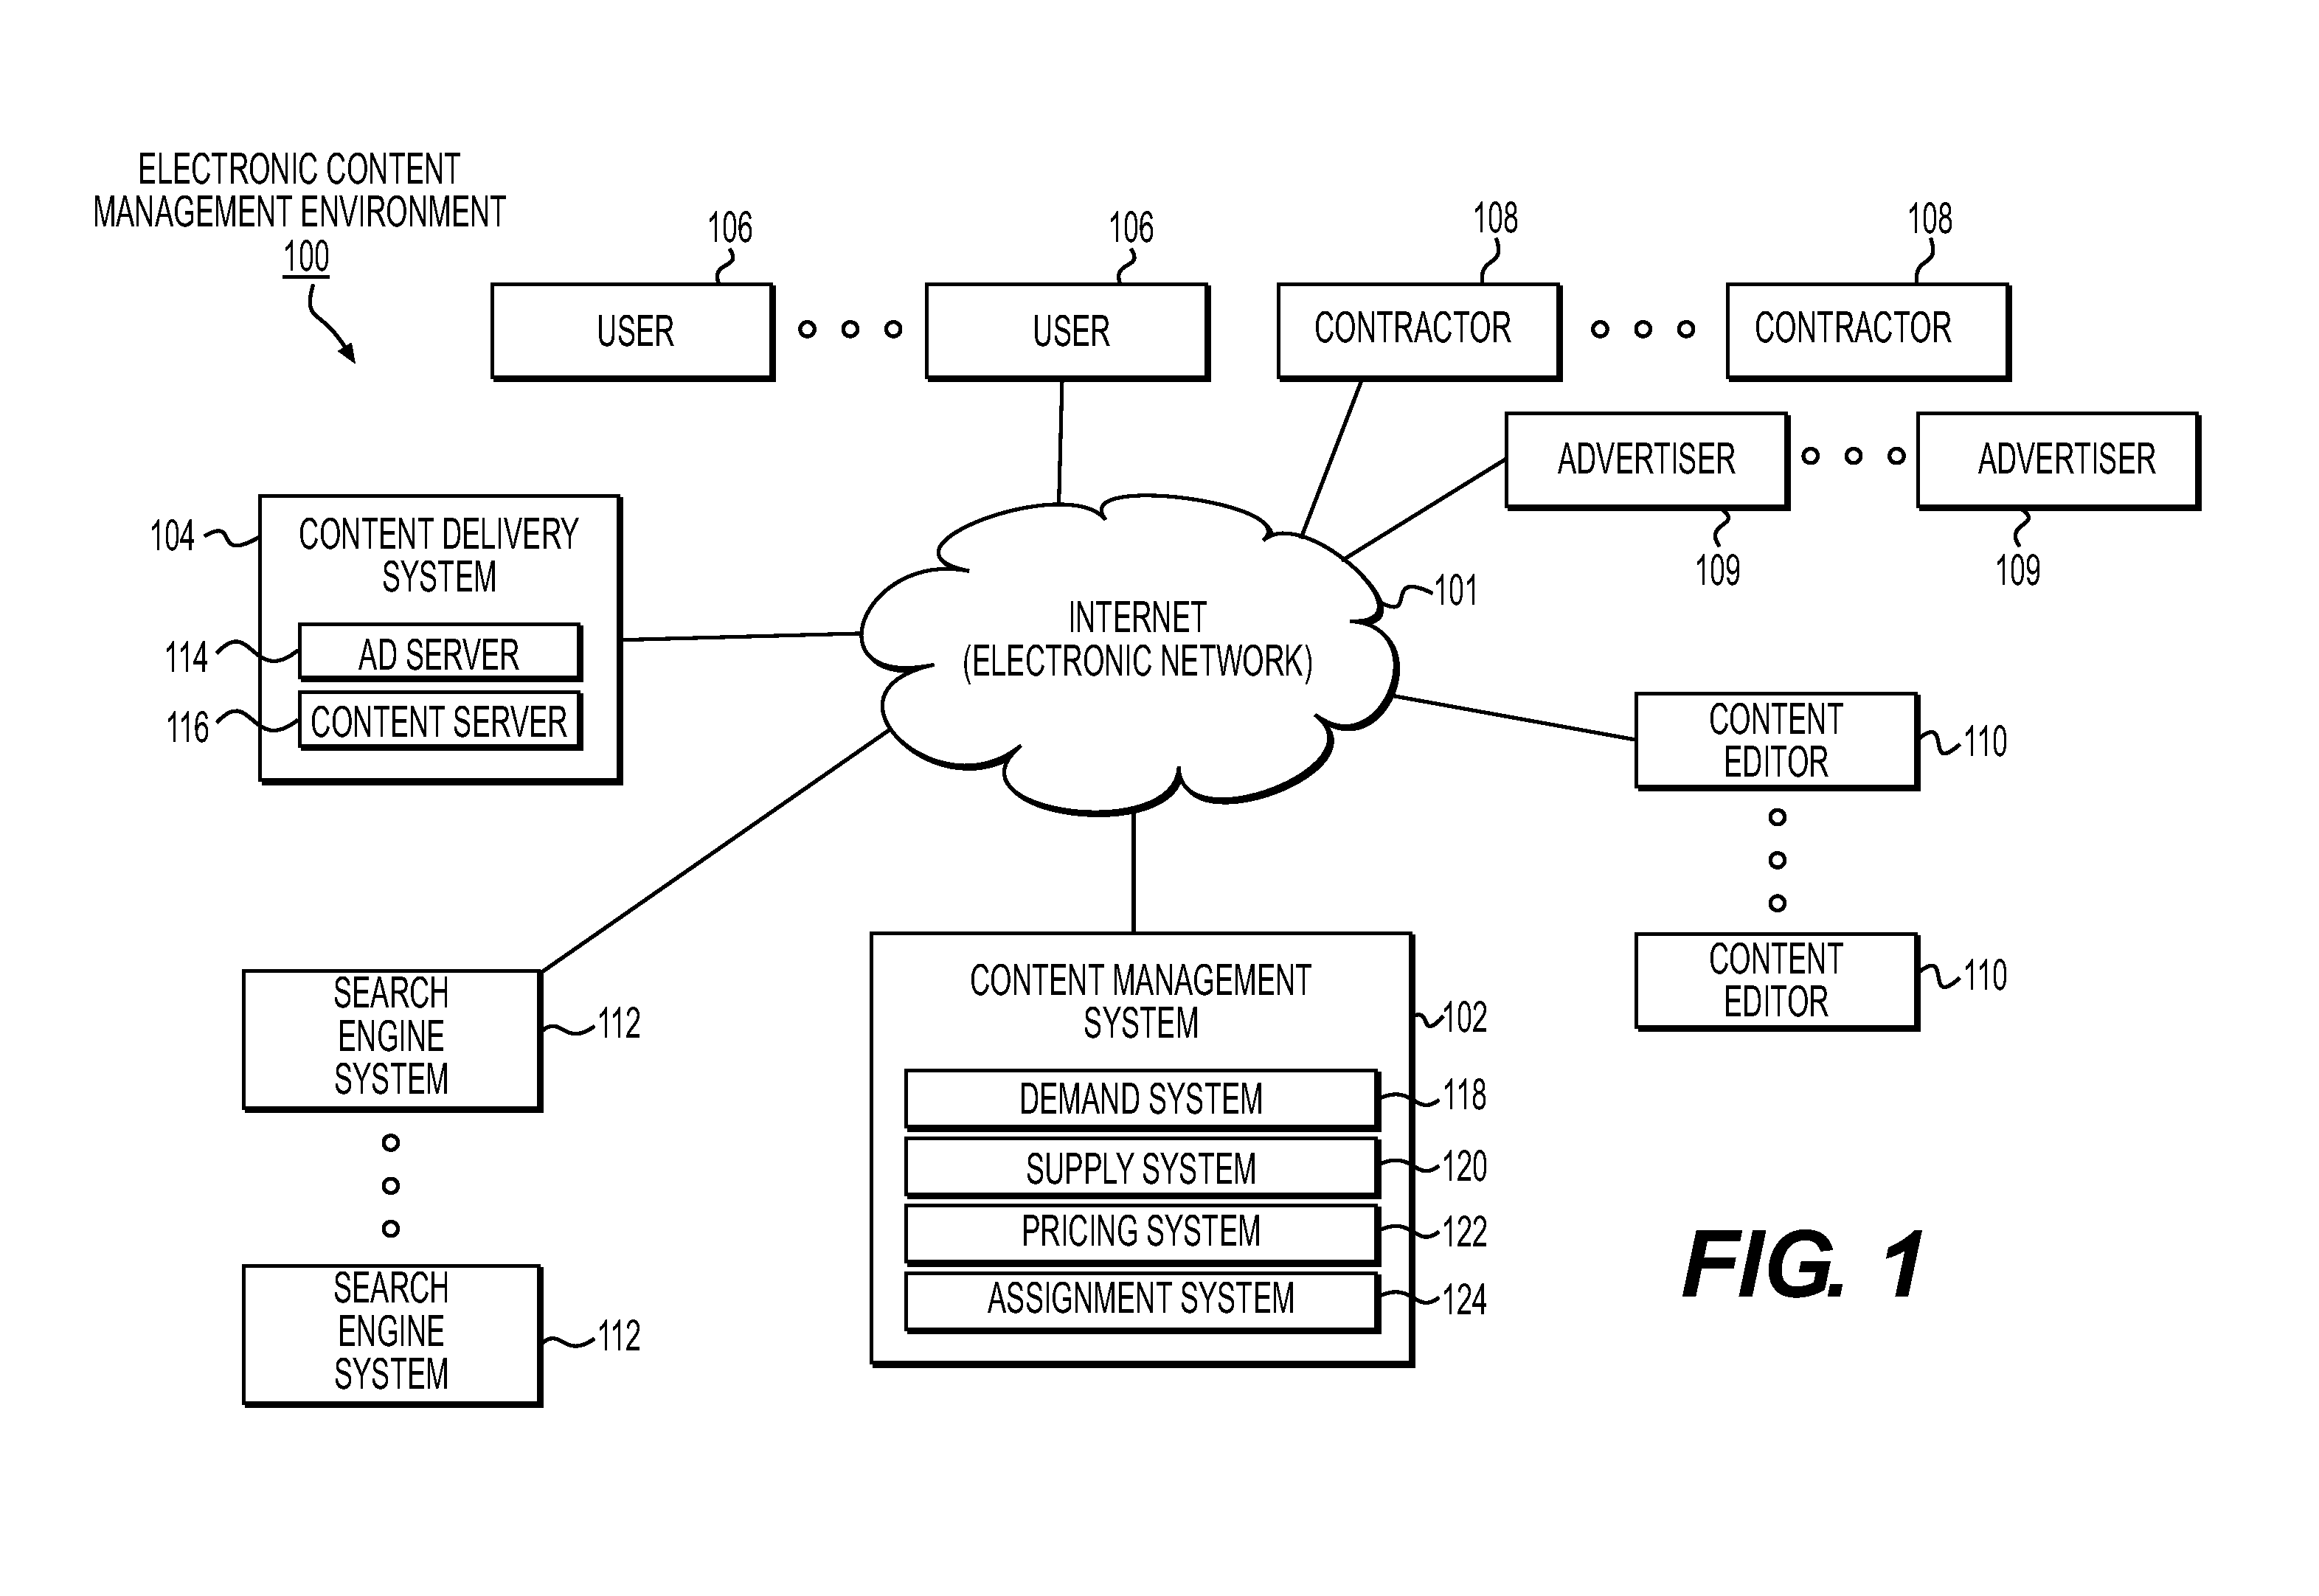 ELECTRONIC CONTENT
MANAGEMENT ENVIRONMENT
100
106
106
108
108
USER
USER
CONTRACTOR
CONTRACTOR
ADVERTISER
ADVERTISER
109
109
104
CONTENT DELIVERY
SYSTEM
114
AD SERVER
116
CONTENT SERVER
101
INTERNET
(ELECTRONIC NETWORK)
CONTENT
EDITOR
110
CONTENT
EDITOR
110
SEARCH
ENGINE
SYSTEM
112
SEARCH
ENGINE
SYSTEM
112
CONTENT MANAGEMENT
SYSTEM
102
DEMAND SYSTEM
118
SUPPLY SYSTEM
120
PRICING SYSTEM
122
ASSIGNMENT SYSTEM
124
FIG. 1